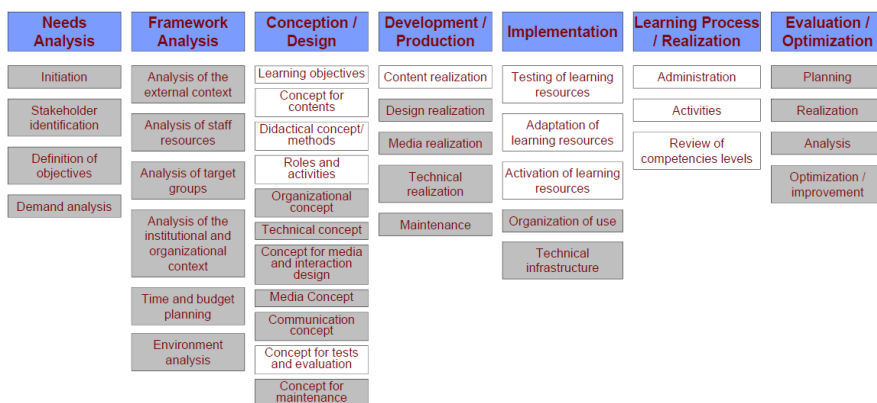 Needs
Analysis
Initiation
Stakeholder
identification
Definition of
objectives
Demand analysis
Framework
Analysis
Analysis of the
external context
Analysis of staff
resources
Analysis of target
groups
Analysis of the
institutional and
organizational
context
Time and budget
planning
Environment
analysis
Conception /
Design
Learning objectives
Concept for
contents
Didactical concept/
methods
Roles and
activities
Organizational
concept
Technical concept
Concept for media
and interaction
design
Media Concept
Communication
concept
Concept for tests
and evaluation
Concept for
maintenance
Development /
Production
Content realization
Design realization
Media realization
Technical
realization
Maintenance
Implementation
Testing of learning
resources
Adaptation of
learning resources
Activation of learning
resources
Organization of use
Technical
infrastructure
Learning Process
/ Realization
Administration
Activities
Review of
competencies levels
Evaluation /
Optimization
Planning
Realization
Analysis
Optimization /
improvement